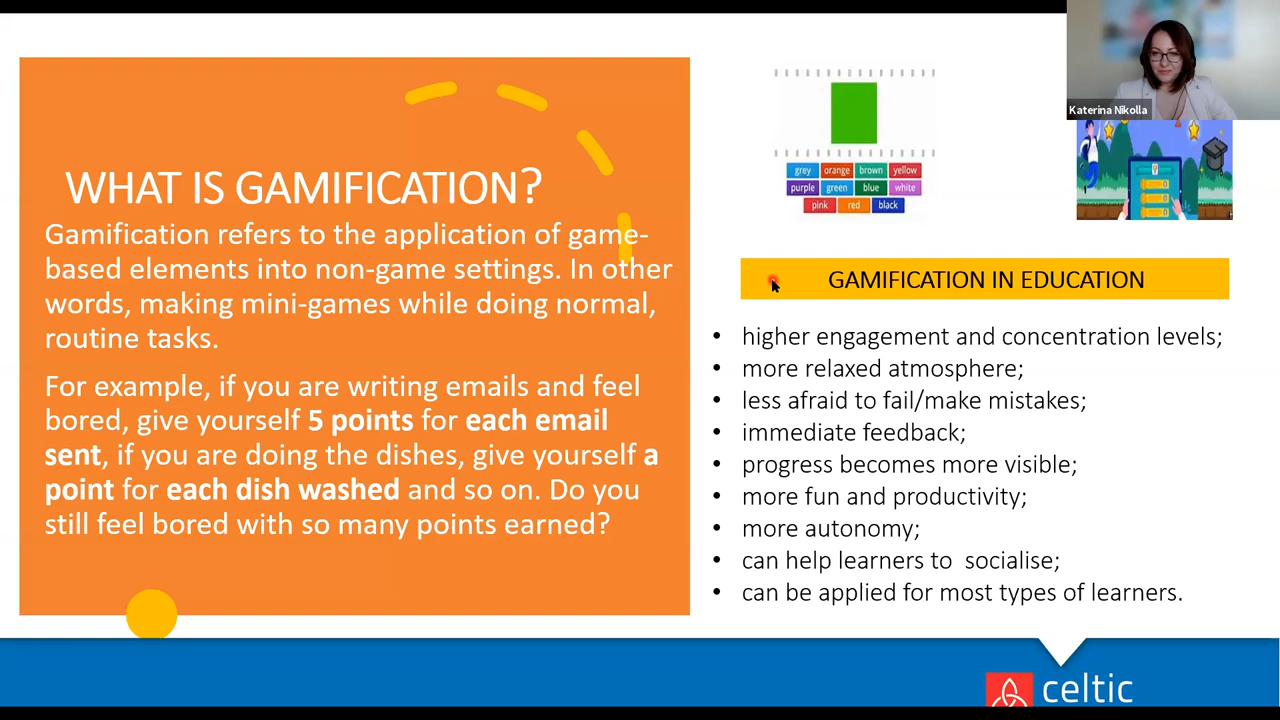 WHAT IS GAMIFICATION?
Gamification refers to the application of game-
based elements into non-game settings. In other
words, making mini-games while doing normal,
routine tasks.
For example, if you are writing emails and feel
bored, give yourself 5 points for each email
sent, if you are doing the dishes, give yourself a
point for each dish washed and so on. Do you
still feel bored with so many points earned?
grey orange brown yellow
purple green blue white
pink red black
Katerina Nikolla
GAMIFICATION IN EDUCATION
• higher engagement and concentration levels;
• more relaxed atmosphere;
• less afraid to fail/make mistakes;
• immediate feedback;
• progress becomes more visible;
• more fun and productivity;
• more autonomy;
• can help learners to  socialise;
• can be applied for most types of learners.
celtic